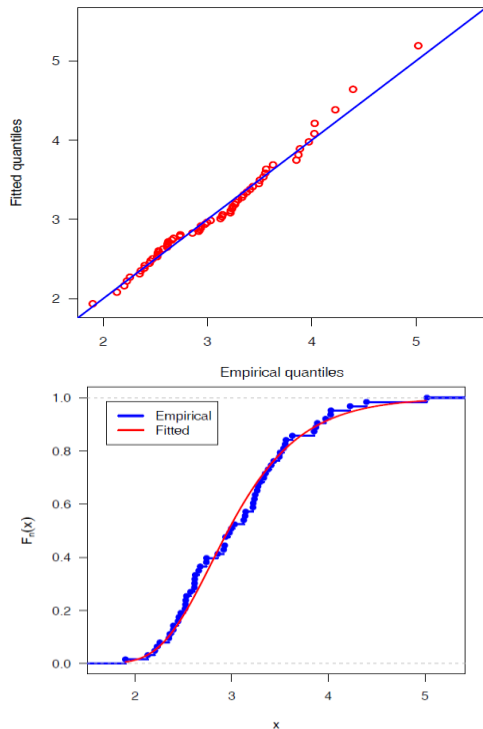 5
4
3
2
Fitted quantiles
2 3 4 5
Empirical quantiles
1.0
0.8
0.6
0.4
0.2
0.0
Fn(x)
Empirical
Fitted
2 3 4 5
x